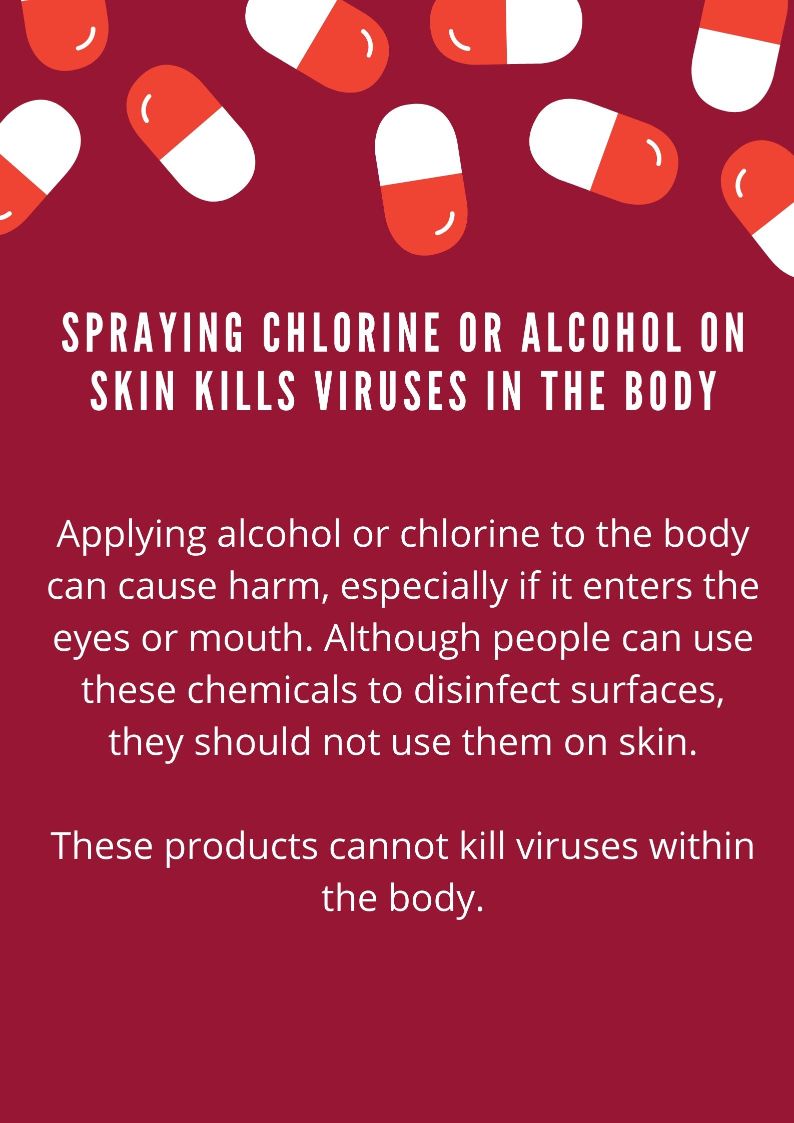 SPRAYING CHLORINE OR ALCOHOL ON
SKIN KILLS VIRUSES IN THE BODY
Applying alcohol or chlorine to the body
can cause harm, especially if it enters the
eyes or mouth. Although people can use
these chemicals to disinfect surfaces,
they should not use them on skin.
These products cannot kill viruses within
the body.